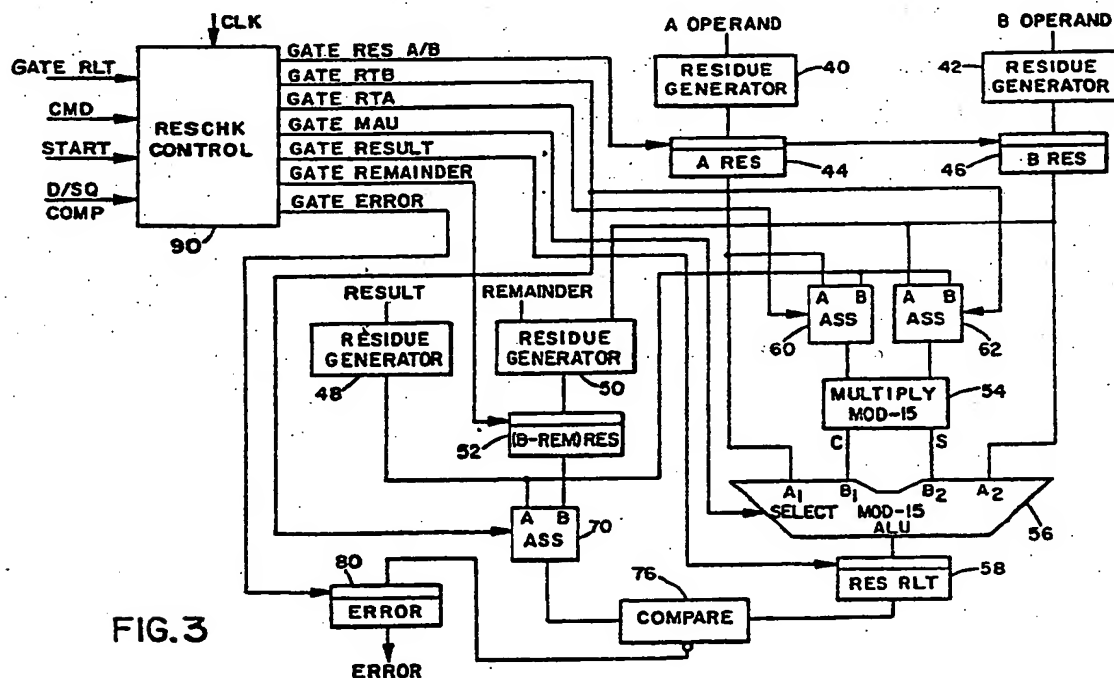 CLK
A OPERAND
B OPERAND
GATE RLT
CMD
START
D/SQ
COMP
RESCHK
CONTROL
90
GATE RES A/B
GATE RTB
GATE RTA
GATE MAU
GATE RESULT
GATE REMAINDER
GATE ERROR
RESIDUE
GENERATOR
40
42
RESIDUE
GENERATOR
A RES
44
46
B RES
RESULT
REMAINDER
RESIDUE
GENERATOR
48
RESIDUE
GENERATOR
50
A B
ASS
60
A B
ASS
62
MULTIPLY
MOD-15
54
C S
52
(B-REM)RES
A1 B1 B2 A2
SELECT MOD-15
ALU
56
A B
ASS
70
RES RLT
58
80
ERROR
76
COMPARE
ERROR
FIG.3